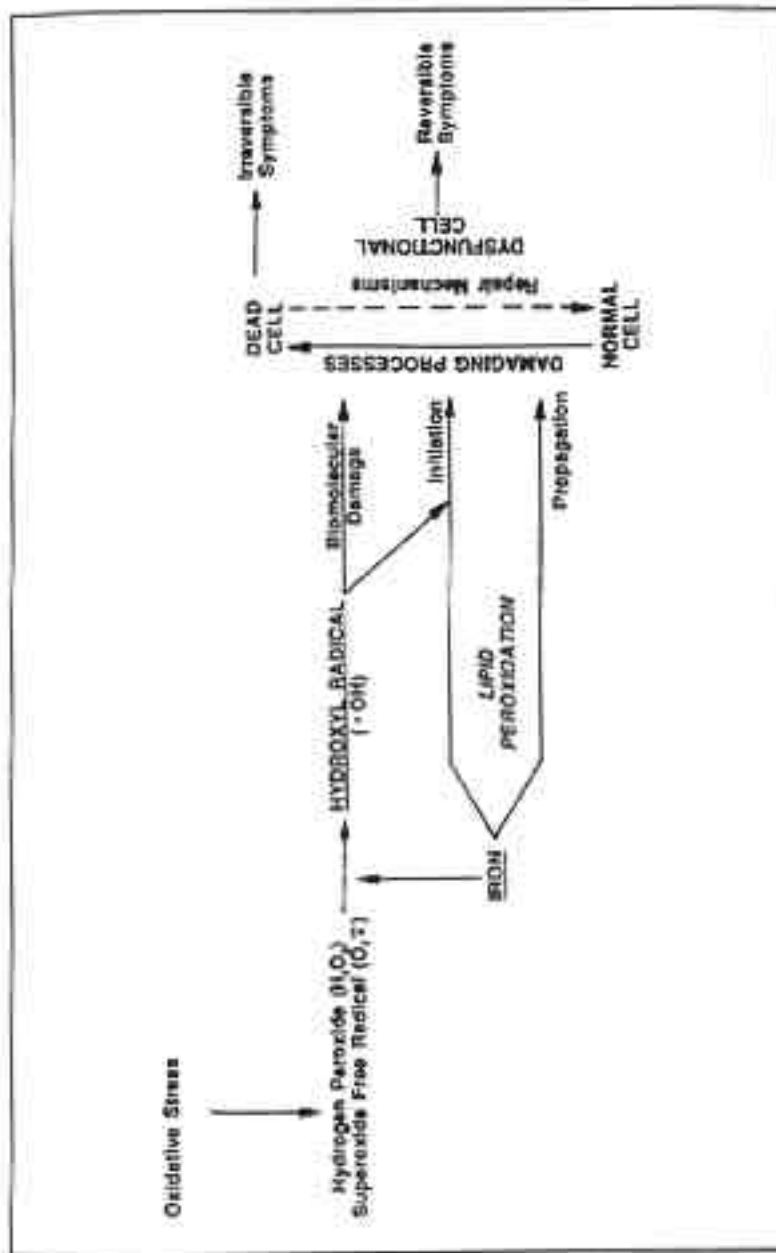 Oxidative Stress
Hydrogen Peroxide (H₂O₂)
Superoxide Free Radical (O₂∓)
HYDROXYL RADICAL
(•OH)
IRON
LIPID
PEROXIDATION
Biomolecular
Damage
Initiation
Propagation
DAMAGING PROCESSES
DEAD
CELL
NORMAL
CELL
Repair Mechanisms
DYSFUNCTIONAL
CELL
Irreversible
Symptoms
Reversible
Symptoms